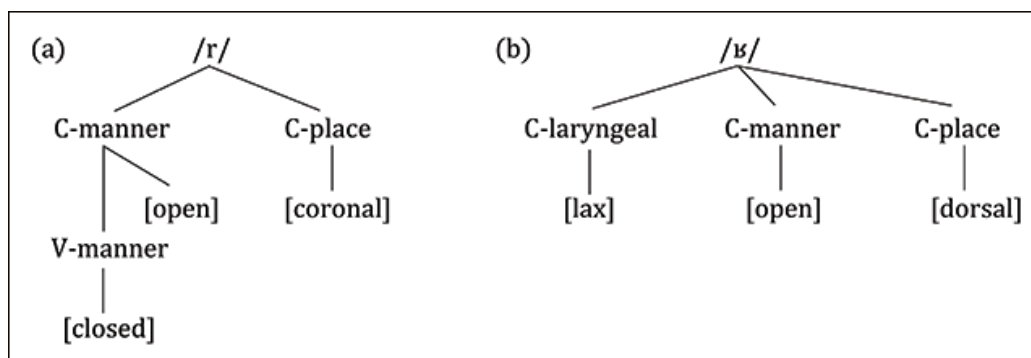 (a) /r/ (b) /ʁ/
C-manner C-place C-laryngeal C-manner C-place
[open] [coronal] [lax] [open] [dorsal]
V-manner
[closed]